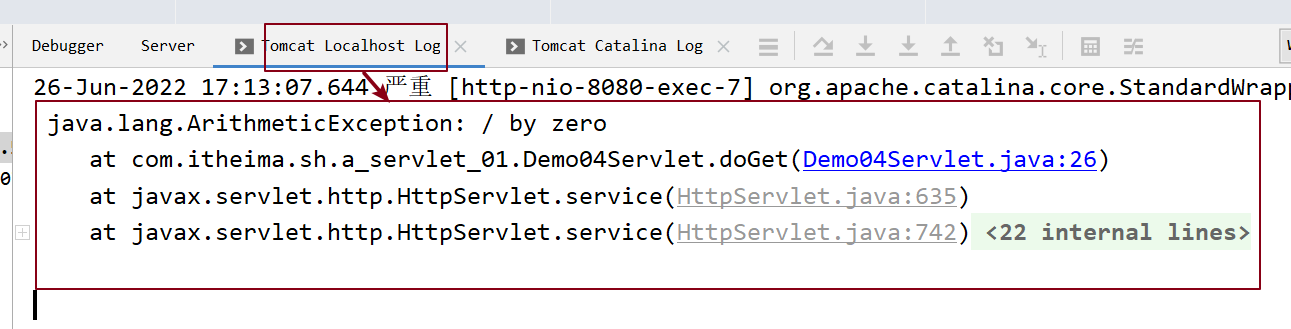 Debugger Server Tomcat Localhost Log Tomcat Catalina Log
26-Jun-2022 17:13:07.644 严重 [http-nio-8080-exec-7] org.apache.catalina.core.StandardWrapp
java.lang.ArithmeticException: / by zero
at com.itheima.sh.a_servlet_01.Demo04Servlet.doGet(Demo04Servlet.java:26)
at javax.servlet.http.HttpServlet.service(HttpServlet.java:635)
at javax.servlet.http.HttpServlet.service(HttpServlet.java:742) <22 internal lines>